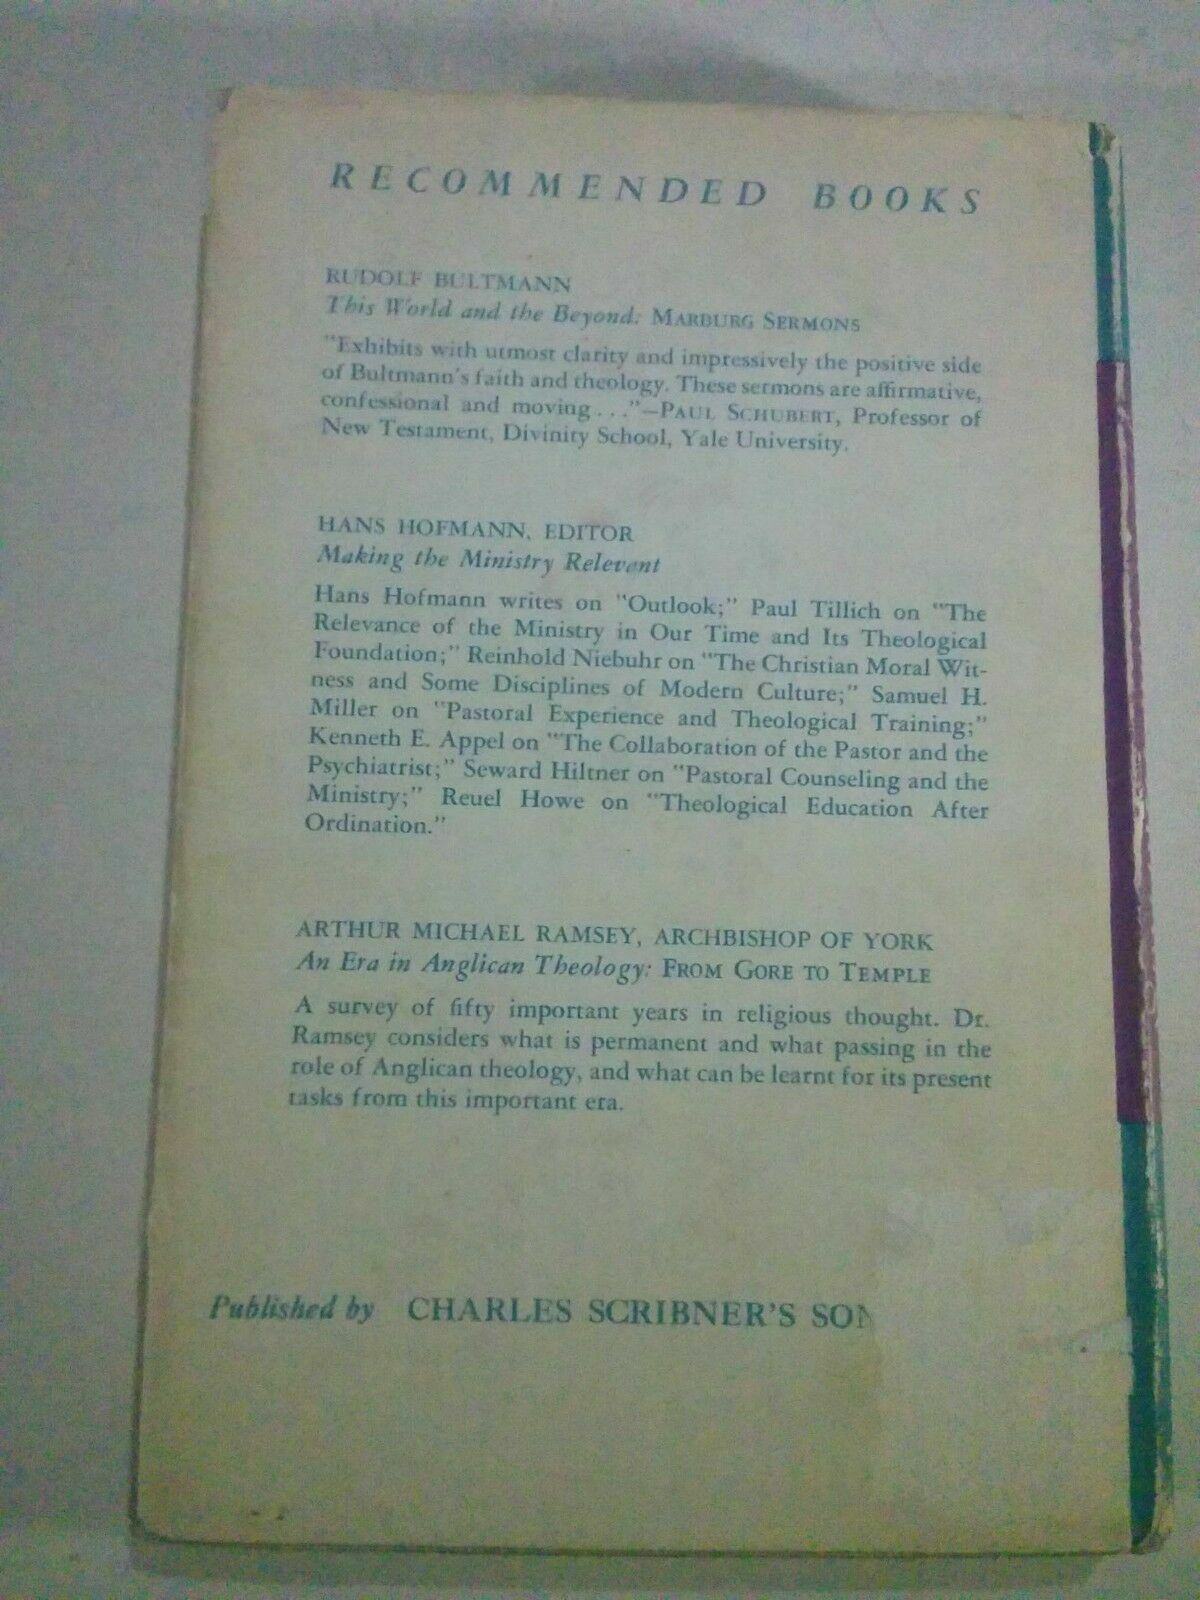 RECOMMENDED BOOKS
RUDOLF BULTMANN
This World and the Beyond: MARBURG SERMONS
"Exhibits with utmost clarity and impressively the positive side
of Bultmann's faith and theology. These sermons are affirmative,
confessional and moving . . ."—PAUL SCHUBERT, Professor of
New Testament, Divinity School, Yale University.
HANS HOFMANN, EDITOR
Making the Ministry Relevent
Hans Hofmann writes on "Outlook;" Paul Tillich on "The
Relevance of the Ministry in Our Time and Its Theological
Foundation;" Reinhold Niebuhr on "The Christian Moral Wit-
ness and Some Disciplines of Modern Culture;" Samuel H.
Miller on "Pastoral Experience and Theological Training;"
Kenneth E. Appel on "The Collaboration of the Pastor and the
Psychiatrist;" Seward Hiltner on "Pastoral Counseling and the
Ministry;" Reuel Howe on "Theological Education After
Ordination."
ARTHUR MICHAEL RAMSEY, ARCHBISHOP OF YORK
An Era in Anglican Theology: FROM GORE TO TEMPLE
A survey of fifty important years in religious thought. Dr.
Ramsey considers what is permanent and what passing in the
role of Anglican theology, and what can be learnt for its present
tasks from this important era.
Published by CHARLES SCRIBNER'S SON